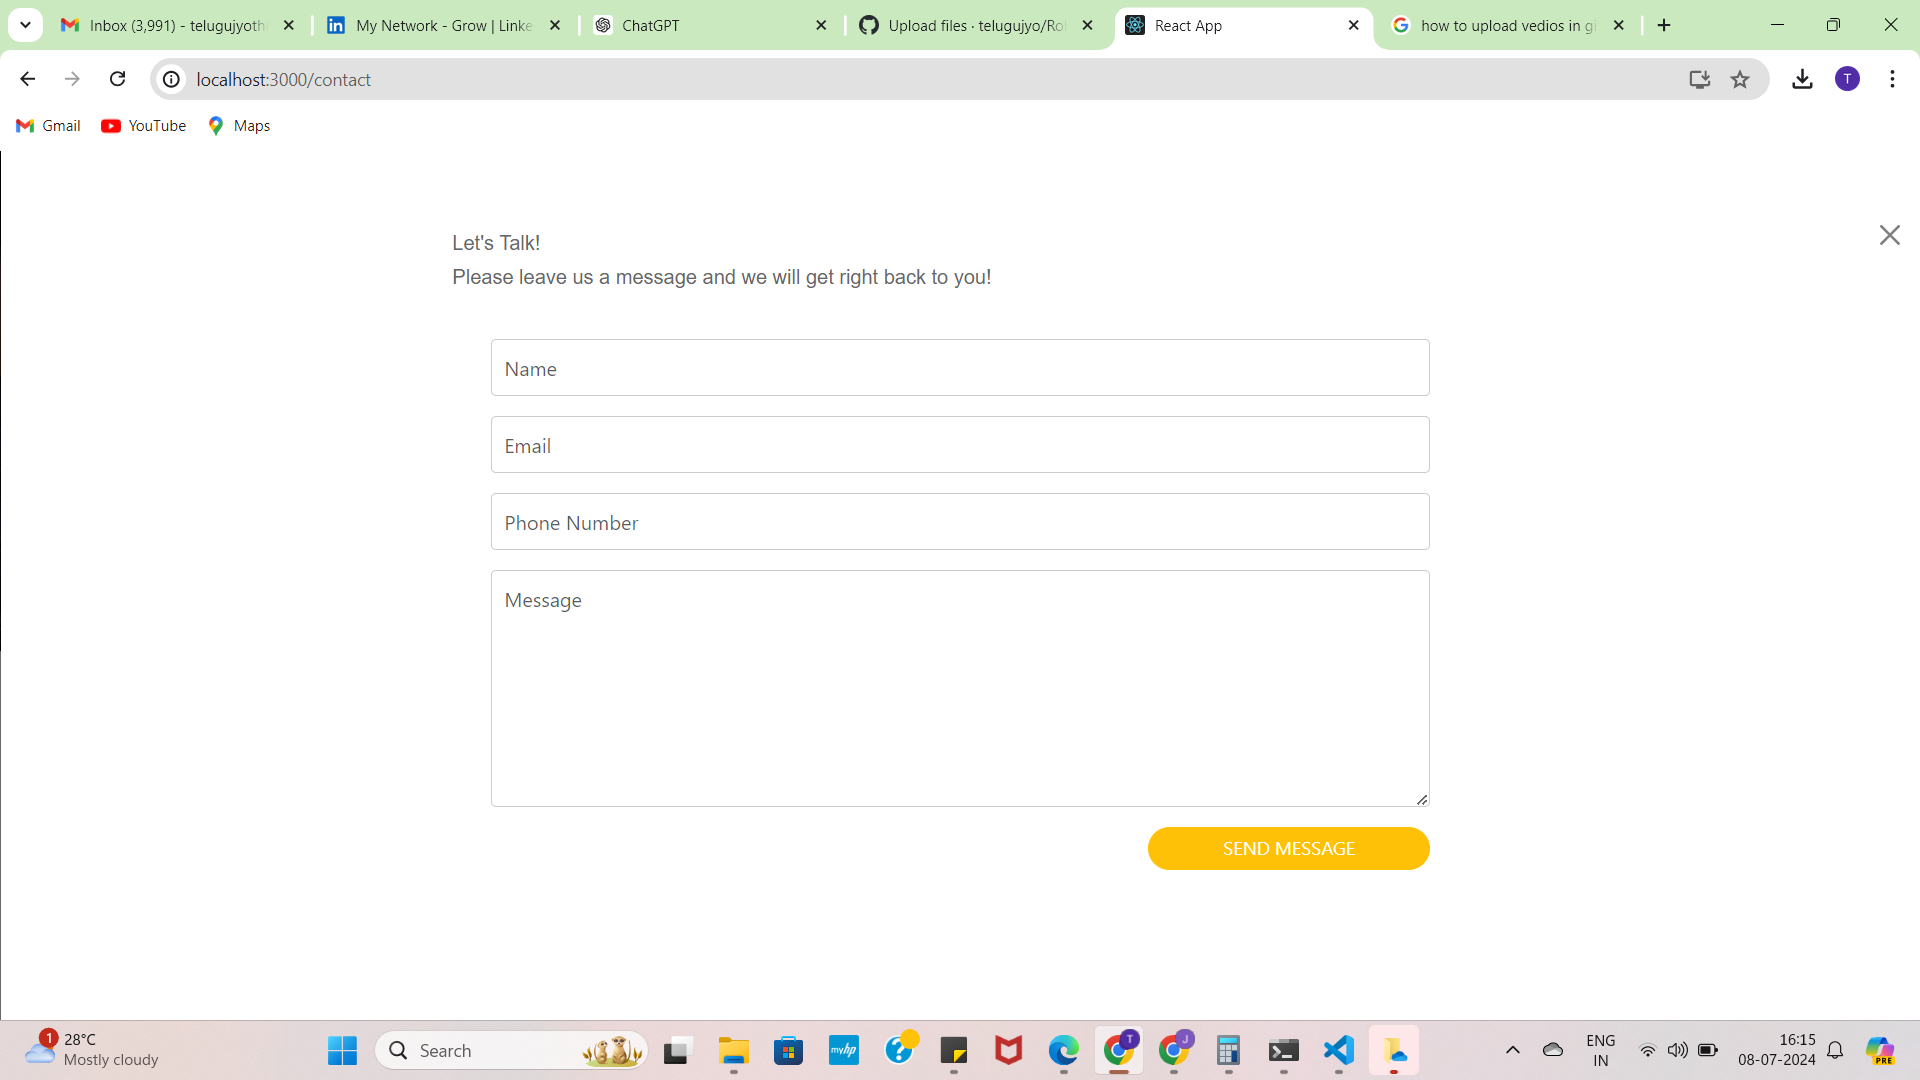 Inbox (3,991) - telugujyoth
My Network - Grow | Linke
ChatGPT
Upload files · telugujyo/Ro
React App
how to upload vedios in gi
localhost:3000/contact
T
Gmail
YouTube
Maps
Let's Talk!
Please leave us a message and we will get right back to you!
Name
Email
Phone Number
Message
SEND MESSAGE
1
28°C
Mostly cloudy
Search
myhp
T
J
PRE
ENG
IN
16:15
08-07-2024